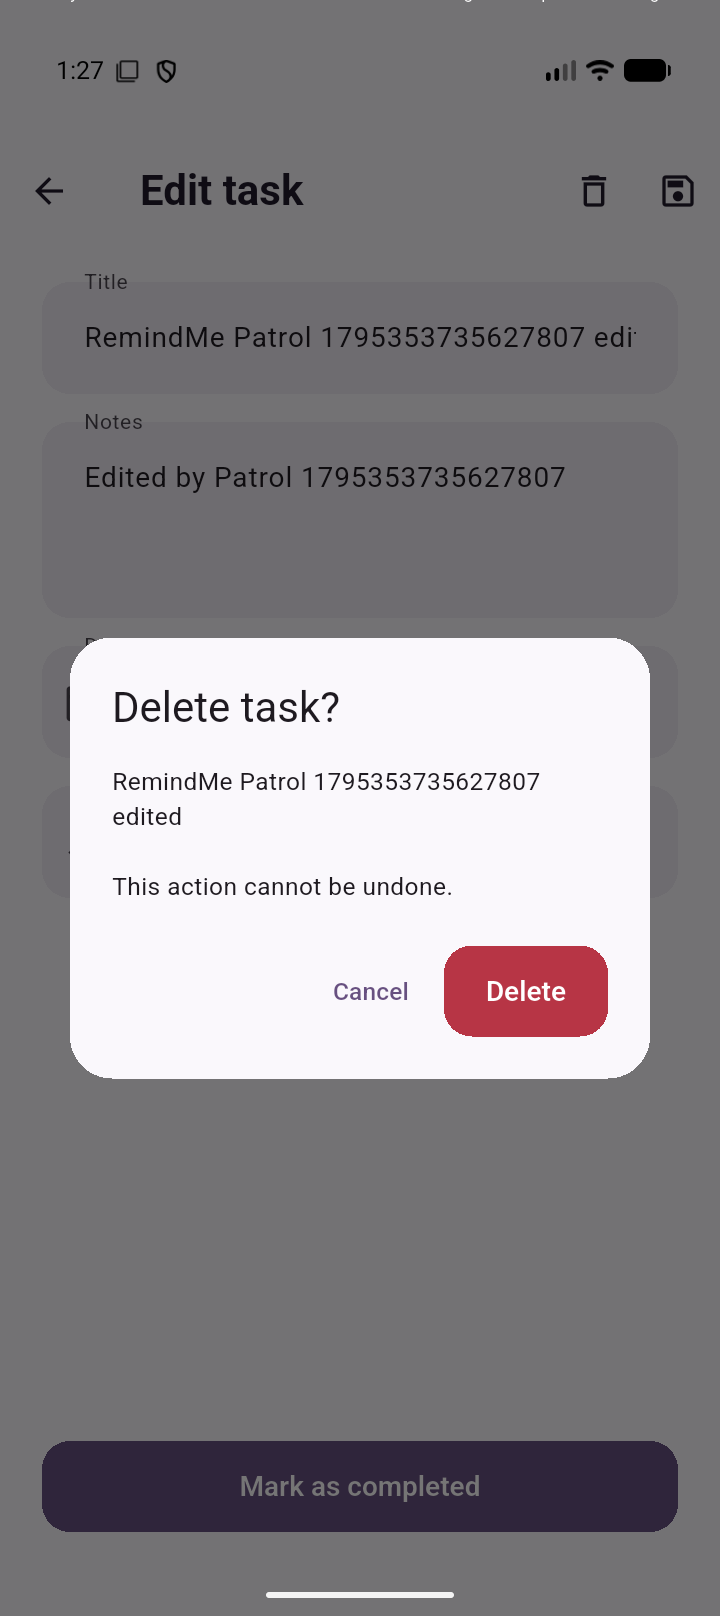 1:27
Edit task
Title
RemindMe Patrol 1795353735627807
Notes
Edited by Patrol 1795353735627807
Delete task?
RemindMe Patrol 1795353735627807
edited
This action cannot be undone.
Cancel
Delete
Mark as completed